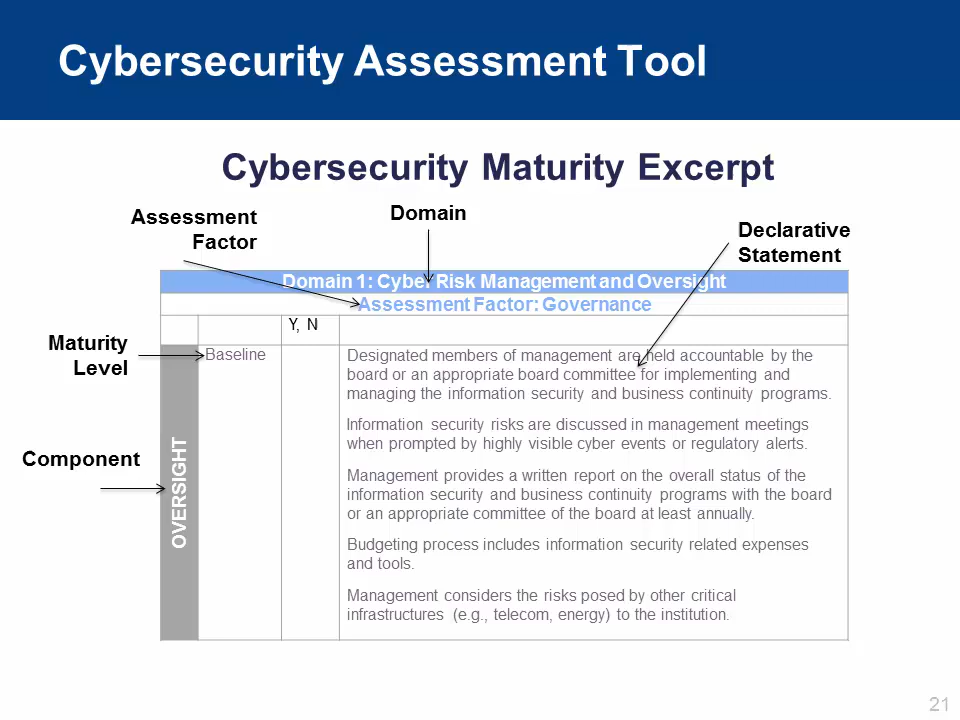 Cybersecurity Assessment Tool
Cybersecurity Maturity Excerpt
Assessment
Factor
Domain
Declarative
Statement
Domain 1: Cyber Risk Management and Oversight
Assessment Factor: Governance
Y, N
Maturity
Level
Baseline
Component
OVERSIGHT
Designated members of management are held accountable by the
board or an appropriate board committee for implementing and
managing the information security and business continuity programs.
Information security risks are discussed in management meetings
when prompted by highly visible cyber events or regulatory alerts.
Management provides a written report on the overall status of the
information security and business continuity programs with the board
or an appropriate committee of the board at least annually.
Budgeting process includes information security related expenses
and tools.
Management considers the risks posed by other critical
infrastructures (e.g., telecom, energy) to the institution.
21